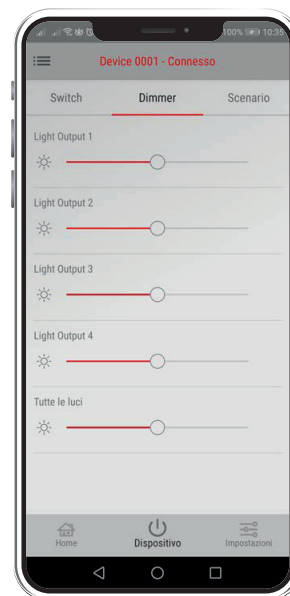 100% 10:35
Device 0001 - Connesso
Switch Dimmer Scenario
Light Output 1
Light Output 2
Light Output 3
Light Output 4
Tutte le luci
Home Dispositivo Impostazioni